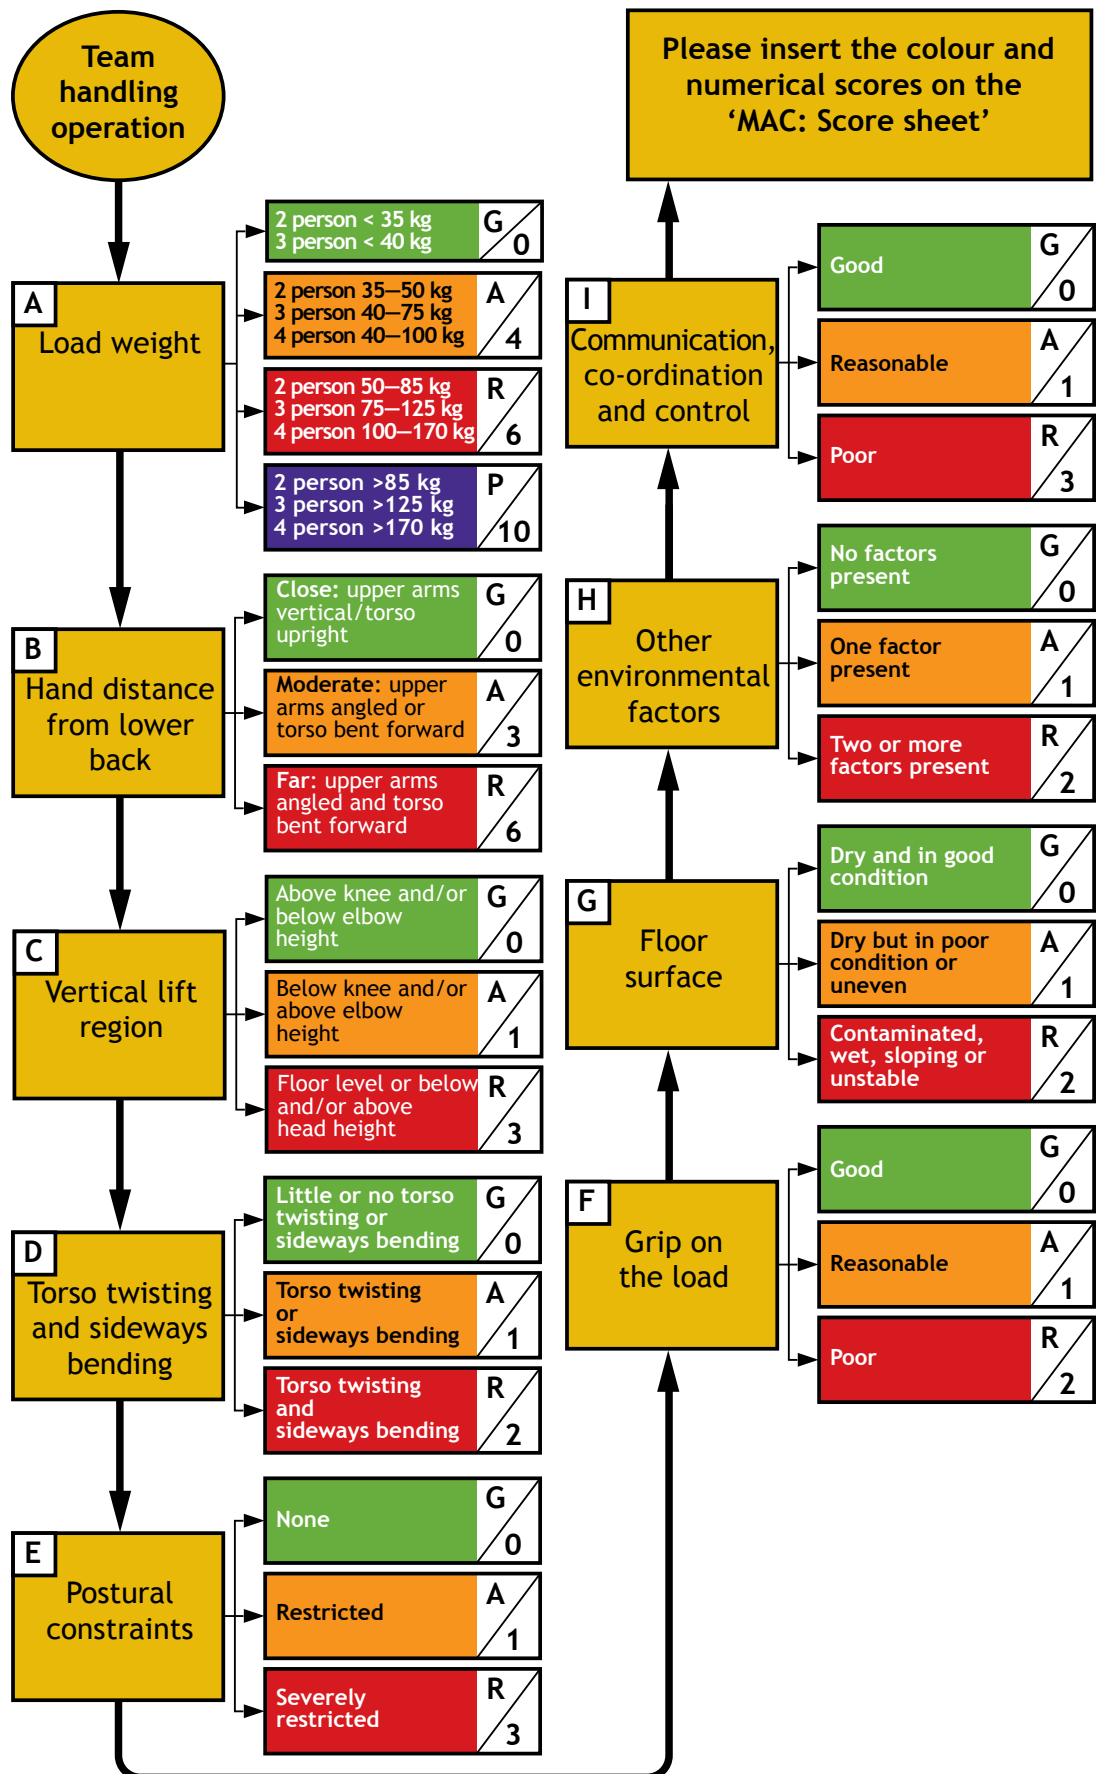 Team
handling
operation
A
Load weight
2 person < 35 kg
3 person < 40 kg
G
0
2 person 35—50 kg
3 person 40—75 kg
4 person 40—100 kg
A
4
2 person 50—85 kg
3 person 75—125 kg
4 person 100—170 kg
R
6
2 person >85 kg
3 person >125 kg
4 person >170 kg
P
10
B
Hand distance
from lower
back
Close: upper arms
vertical/torso
upright
G
0
Moderate: upper
arms angled or
torso bent forward
A
3
Far: upper arms
angled and torso
bent forward
R
6
C
Vertical lift
region
Above knee and/or
below elbow
height
G
0
Below knee and/or
above elbow
height
A
1
Floor level or below
and/or above
head height
R
3
D
Torso twisting
and sideways
bending
Little or no torso
twisting or
sideways bending
G
0
Torso twisting
or
sideways bending
A
1
Torso twisting
and
sideways bending
R
2
E
Postural
constraints
None
G
0
Restricted
A
1
Severely
restricted
R
3
F
Grip on
the load
Good
G
0
Reasonable
A
1
Poor
R
2
G
Floor
surface
Dry and in good
condition
G
0
Dry but in poor
condition or
uneven
A
1
Contaminated,
wet, sloping or
unstable
R
2
H
Other
environmental
factors
No factors
present
G
0
One factor
present
A
1
Two or more
factors present
R
2
I
Communication,
co-ordination
and control
Good
G
0
Reasonable
A
1
Poor
R
3
Please insert the colour and
numerical scores on the
‘MAC: Score sheet’